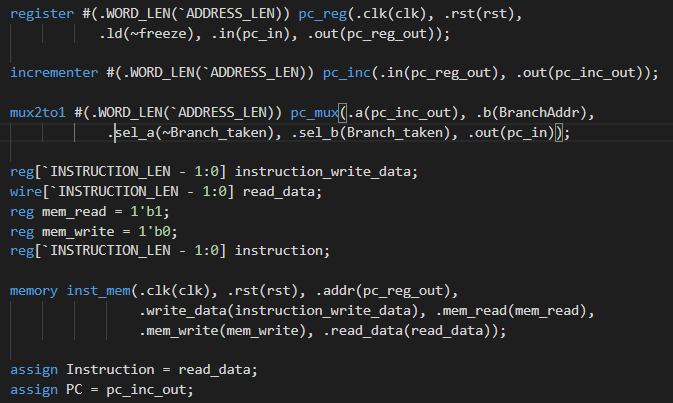 register #(.WORD_LEN(`ADDRESS_LEN)) pc_reg(.clk(clk), .rst(rst),
.ld(~freeze), .in(pc_in), .out(pc_reg_out));
incrementer #(.WORD_LEN(`ADDRESS_LEN)) pc_inc(.in(pc_reg_out), .out(pc_inc_out));
mux2to1 #(.WORD_LEN(`ADDRESS_LEN)) pc_mux(.a(pc_inc_out), .b(BranchAddr),
.sel_a(~Branch_taken), .sel_b(Branch_taken), .out(pc_in));
reg[`INSTRUCTION_LEN - 1:0] instruction_write_data;
wire[`INSTRUCTION_LEN - 1:0] read_data;
reg mem_read = 1'b1;
reg mem_write = 1'b0;
reg[`INSTRUCTION_LEN - 1:0] instruction;
memory inst_mem(.clk(clk), .rst(rst), .addr(pc_reg_out),
.write_data(instruction_write_data), .mem_read(mem_read),
.mem_write(mem_write), .read_data(read_data));
assign Instruction = read_data;
assign PC = pc_inc_out;